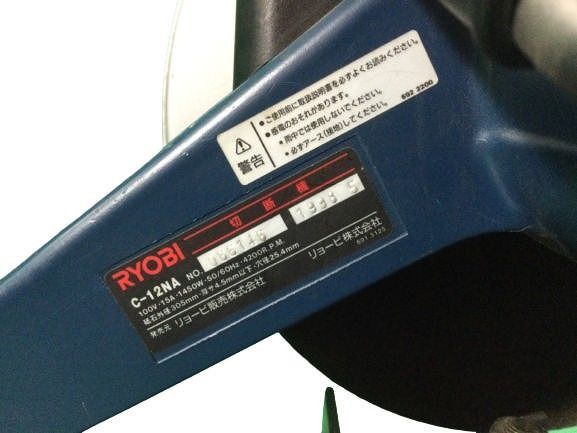 警告
●ご使用前に取扱説明書を必ずよくお読みください。
●感電のおそれがあります。
・雨中では使用しないでください。
・必ずアース(接地)してください。
692 2200
切断機
RYOBI
C-12NA NO.
100V・15A・1450W・50/60Hz・4200R.P.M.
砥石外径305mm・厚サ4.5mm以下・穴径25.4mm
発売元 リョービ販売株式会社
リョービ株式会社
691 3125